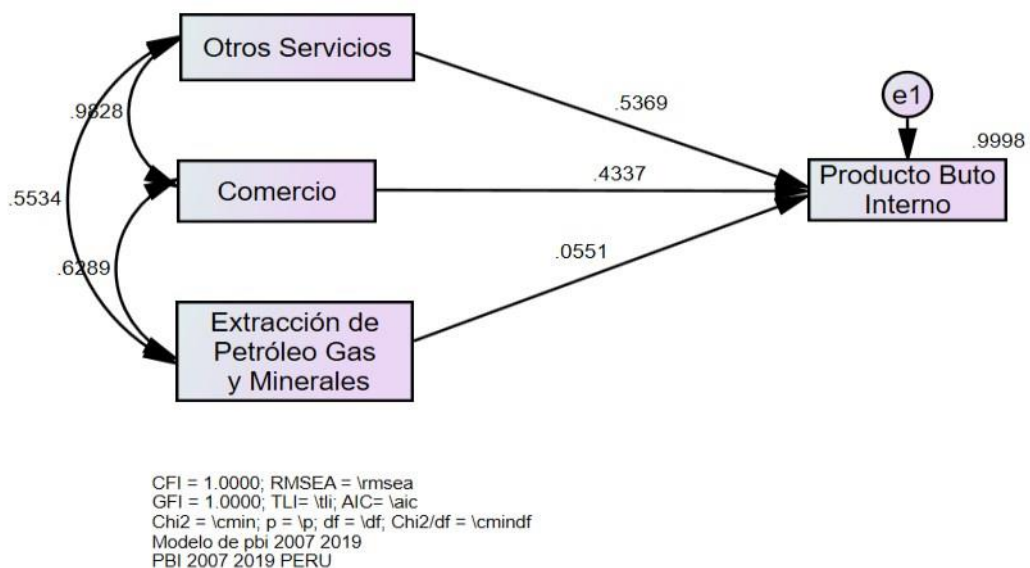 Otros Servicios
.9828
.5369
e1
.9998
Comercio
.4337
Producto Buto
Interno
.5534
.6289
.0551
Extracción de
Petróleo Gas
y Minerales
CFI = 1.0000; RMSEA = \rmsea
GFI = 1.0000; TLI= \tli; AIC= \aic
Chi2 = \cmin; p = \p; df = \df; Chi2/df = \cmindf
Modelo de pbi 2007 2019
PBI 2007 2019 PERU